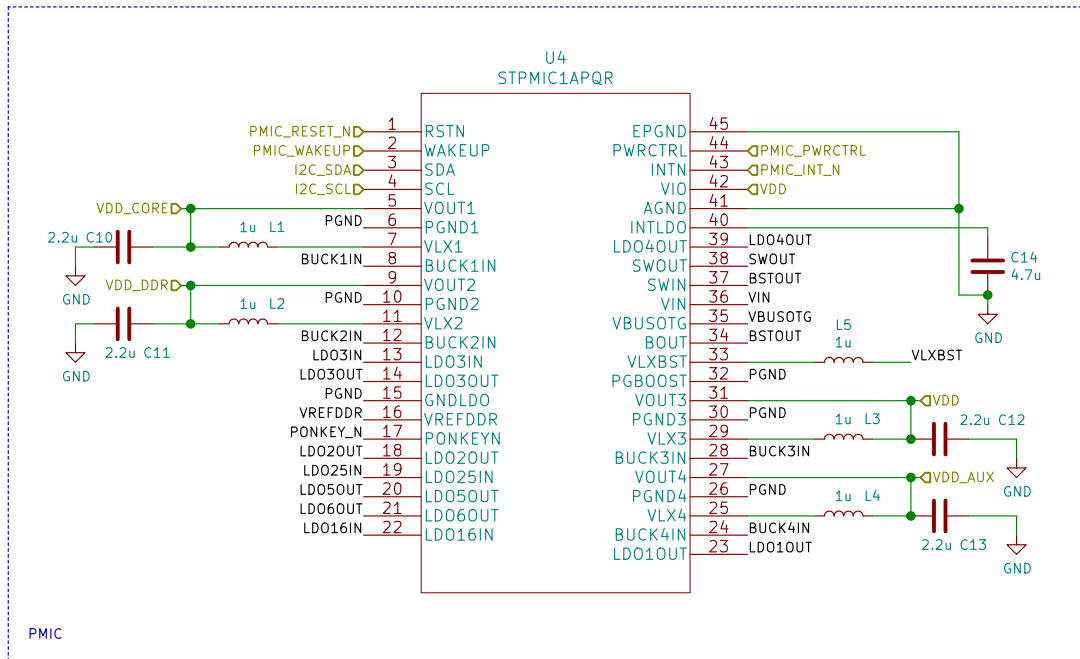 U4
STPMIC1APQR
PMIC_RESET_N 1 RSTN
PMIC_WAKEUP 2 WAKEUP
I2C_SDA 3 SDA
I2C_SCL 4 SCL
VDD_CORE 5 VOUT1
PGND 6 PGND1
2.2u C10 1u L1 7 VLX1
BUCK1IN 8 BUCK1IN
GND
VDD_DDR 9 VOUT2
PGND 10 PGND2
1u L2 11 VLX2
2.2u C11
BUCK2IN 12 BUCK2IN
GND
LDO3IN 13 LDO3IN
LDO3OUT 14 LDO3OUT
PGND 15 GNDLDO
VREFDDR 16 VREFDDR
PONKEY_N 17 PONKEYN
LDO2OUT 18 LDO2OUT
LDO25IN 19 LDO25IN
LDO5OUT 20 LDO5OUT
LDO6OUT 21 LDO6OUT
LDO16IN 22 LDO16IN
EPGND 45
PWRCTRL 44 PMIC_PWRCTRL
INTN 43 PMIC_INT_N
VIO 42 VDD
AGND 41
INTLDO 40
LDO4OUT 39 LDO4OUT
SWOUT 38 SWOUT
C14
4.7u
SWIN 37 BSTOUT
VIN 36 VIN
VBUSOTG 35 VBUSOTG
GND
BOUT 34 BSTOUT
L5
1u
VLXBST 33 VLXBST
PGBOOST 32 PGND
VOUT3 31 VDD
PGND3 30 PGND
VLX3 29 1u L3 2.2u C12
BUCK3IN 28 BUCK3IN
GND
VOUT4 27 VDD_AUX
PGND4 26 PGND
VLX4 25 1u L4
BUCK4IN 24 BUCK4IN
2.2u C13
LDO1OUT 23 LDO1OUT
GND
PMIC